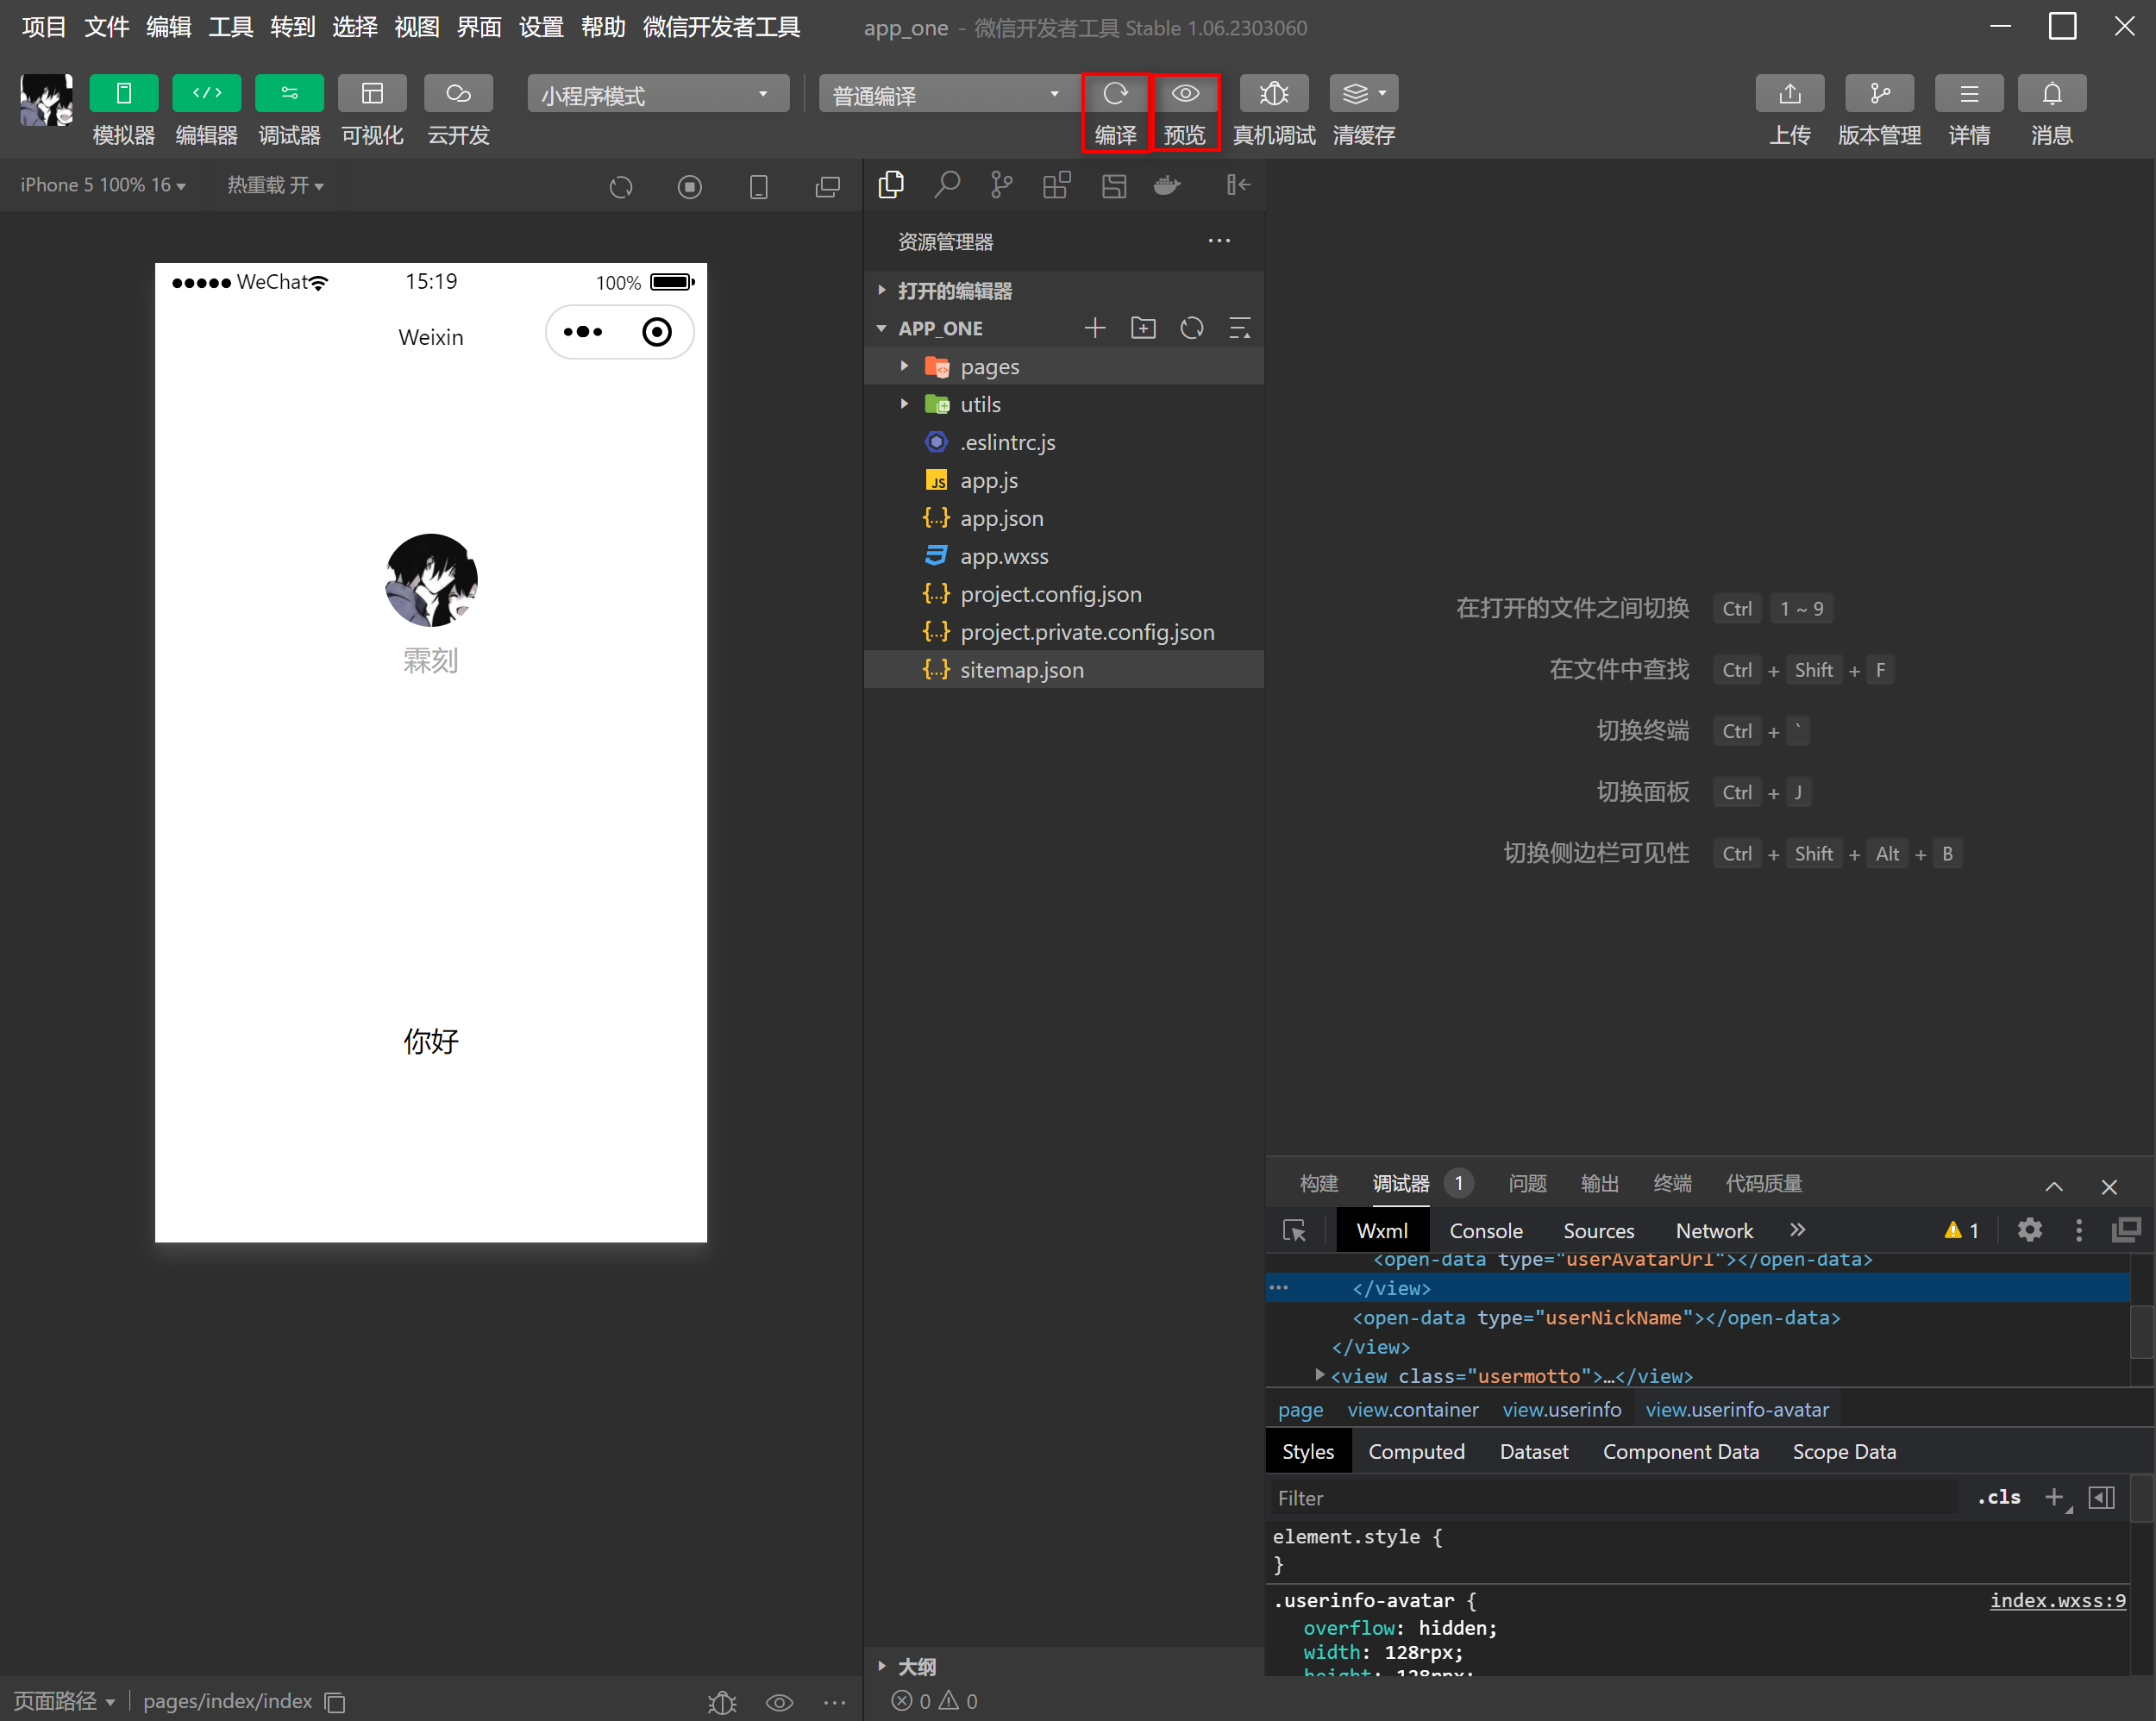 项目 文件 编辑 工具 转到 选择 视图 界面 设置 帮助 微信开发者工具 app_one - 微信开发者工具 Stable 1.06.2303060
小程序模式 普通编译
模拟器 编辑器 调试器 可视化 云开发 编译 预览 真机调试 清缓存 上传 版本管理 详情 消息
iPhone 5 100% 16 热重载 开
WeChat 15:19 100%
Weixin
霖刻
你好
页面路径 pages/index/index
资源管理器
打开的编辑器
APP_ONE
pages
utils
.eslintrc.js
JS app.js
{..} app.json
app.wxss
{..} project.config.json
{..} project.private.config.json
{..} sitemap.json
大纲
0 0
在打开的文件之间切换 Ctrl 1 ~ 9
在文件中查找 Ctrl + Shift + F
切换终端 Ctrl + `
切换面板 Ctrl + J
切换侧边栏可见性 Ctrl + Shift + Alt + B
构建 调试器 1 问题 输出 终端 代码质量
Wxml Console Sources Network 1
<open-data type="userAvatarUrl"></open-data>
</view>
<open-data type="userNickName"></open-data>
</view>
<view class="usermotto">…</view>
page view.container view.userinfo view.userinfo-avatar
Styles Computed Dataset Component Data Scope Data
Filter .cls
element.style {
}
.userinfo-avatar { index.wxss:9
overflow: hidden;
width: 128rpx;
height: 128rpx;